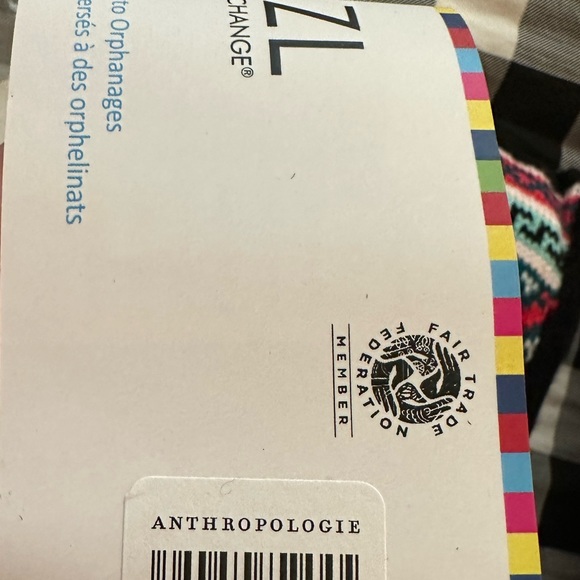 ZL
CHANGE®
to Orphanages
ersés à des orphelinats
FAIR TRADE
FEDERATION
MEMBER
ANTHROPOLOGIE